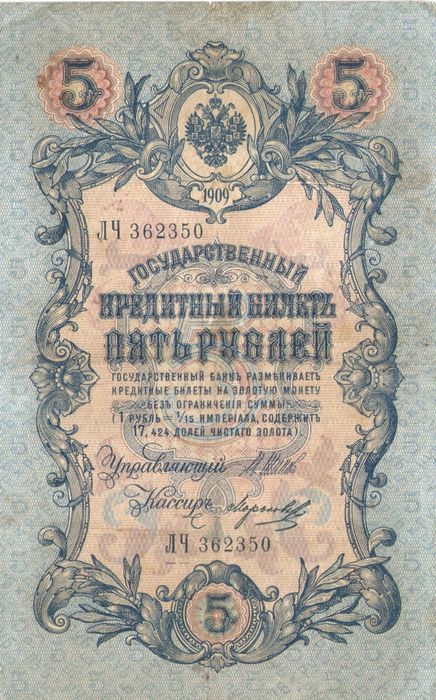 5 5
1909
ЛЧ 362350
ГОСУДАРСТВЕННЫЙ
КРЕДИТНЫЙ БИЛЕТЪ
ПЯТЬ РУБЛЕЙ
ГОСУДАРСТВЕННЫЙ БАНКЪ РАЗМѢНИВАЕТЪ
КРЕДИТНЫЕ БИЛЕТЫ НА ЗОЛОТУЮ МОНЕТУ
БЕЗЪ ОГРАНИЧЕНІЯ СУММЫ
(1 РУБЛЬ = 1/15 ИМПЕРІАЛА, СОДЕРЖИТЪ
17,424 ДОЛЕЙ ЧИСТАГО ЗОЛОТА).
Управляющій
Кассиръ
ЛЧ 362350
5